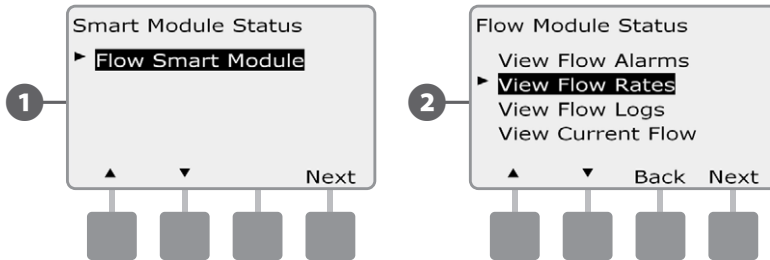 1
Smart Module Status
► Flow Smart Module
▲ ▼ Next
2
Flow Module Status
View Flow Alarms
► View Flow Rates
View Flow Logs
View Current Flow
▲ ▼ Back Next